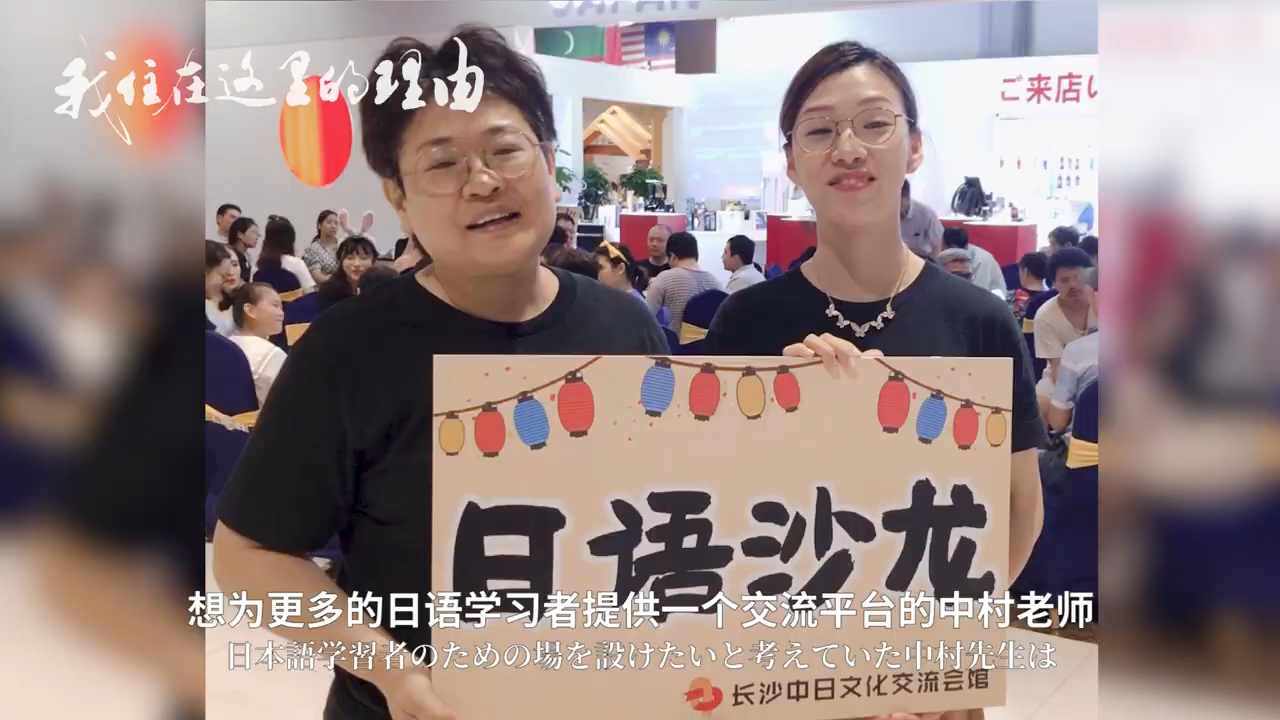 JAPAN
我住在这里的理由
ご来店い
日语沙龙
想为更多的日语学习者提供一个交流平台的中村老师
日本語学習者のための場を設けたいと考えていた中村先生は
长沙中日文化交流会馆